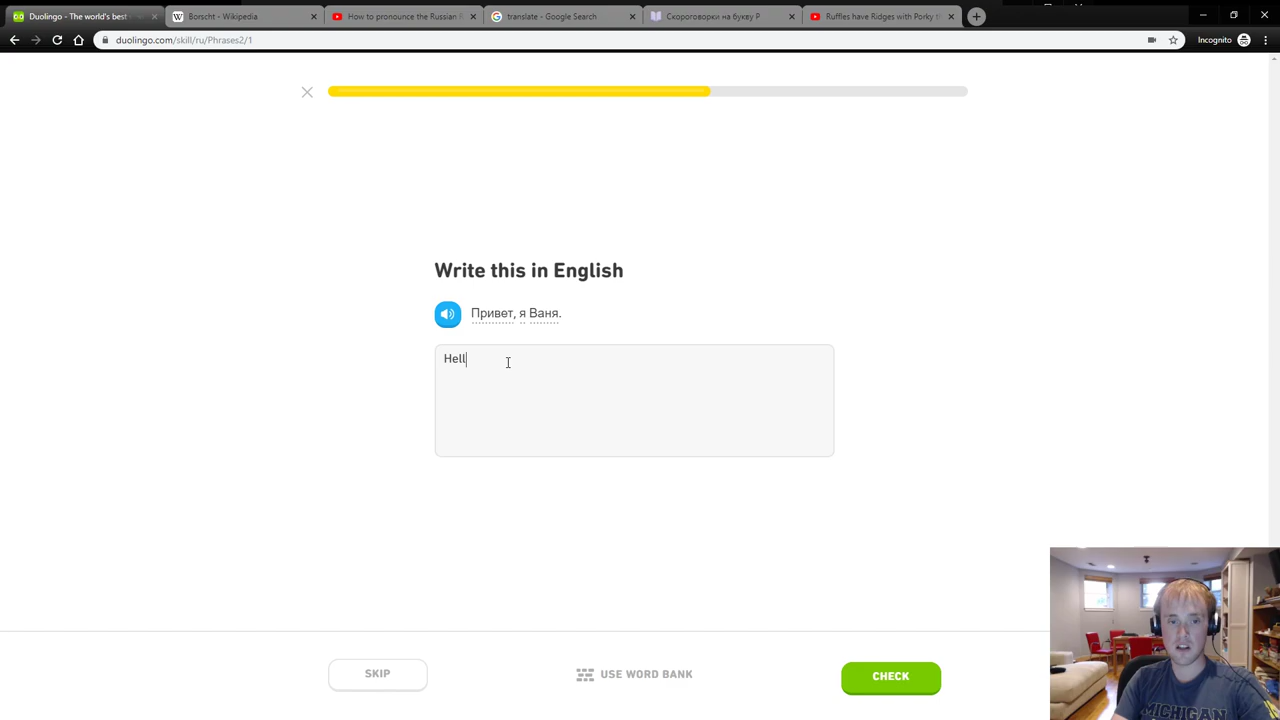 Duolingo - The world's best
Borscht - Wikipedia
How to pronounce the Russian
translate - Google Search
Скороговорки на букву Р
Ruffles have Ridges with Porky
duolingo.com/skill/ru/Phrases2/1
Incognito
Write this in English
Привет, я Ваня.
Hell
SKIP
USE WORD BANK
CHECK
MICHIGAN